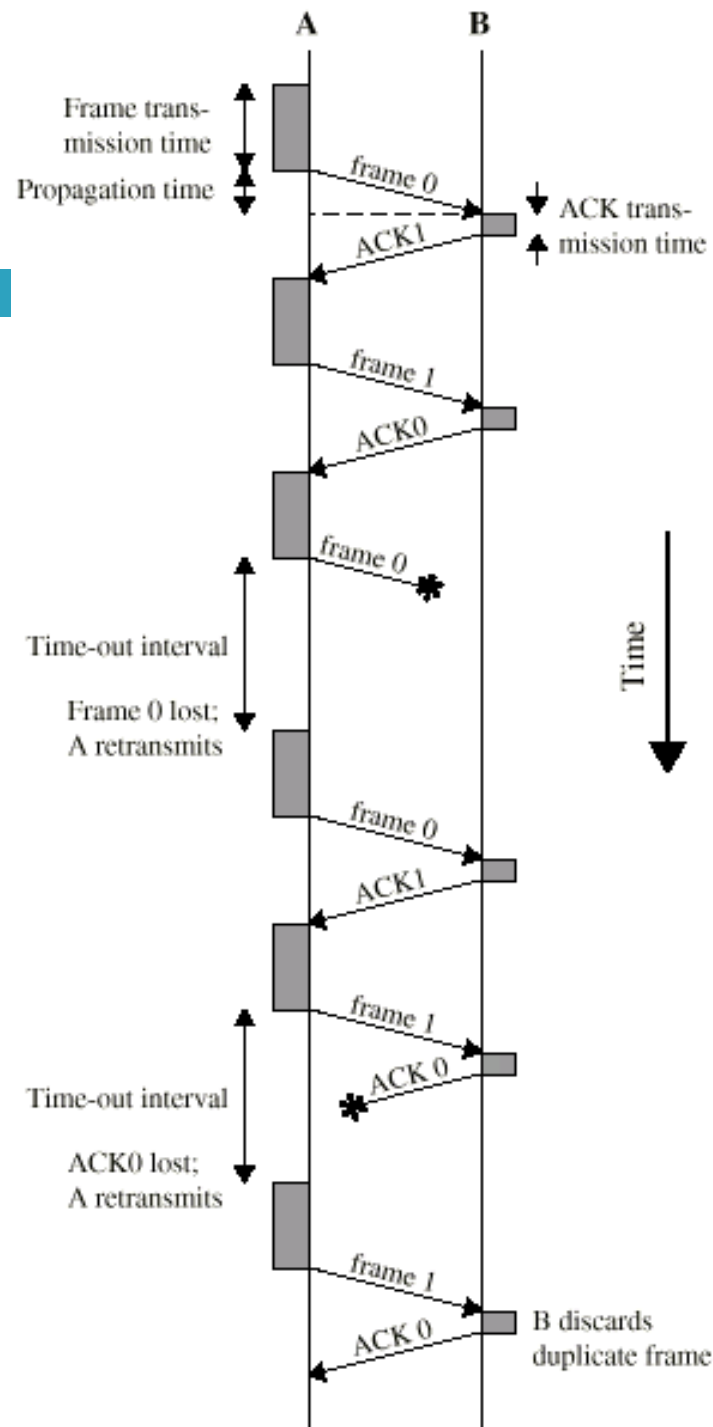 A
B
Frame trans-
mission time
frame 0
Propagation time
ACK trans-
mission time
ACK1
frame 1
ACK0
frame 0
Time-out interval
Time
Frame 0 lost;
A retransmits
frame 0
ACK1
frame 1
ACK 0
Time-out interval
ACK0 lost;
A retransmits
frame 1
ACK 0
B discards
duplicate frame